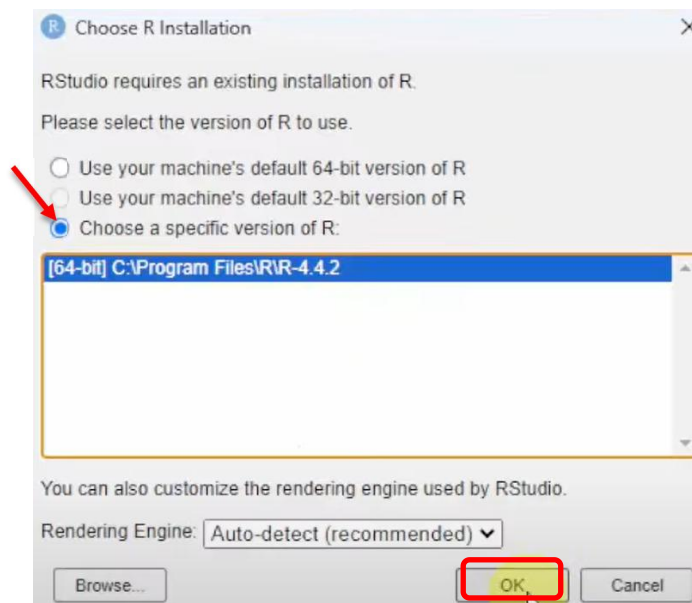 R Choose R Installation
RStudio requires an existing installation of R.
Please select the version of R to use.
Use your machine's default 64-bit version of R
Use your machine's default 32-bit version of R
Choose a specific version of R:
[64-bit] C:\Program Files\R\R-4.4.2
You can also customize the rendering engine used by RStudio.
Rendering Engine: Auto-detect (recommended)
Browse... OK Cancel